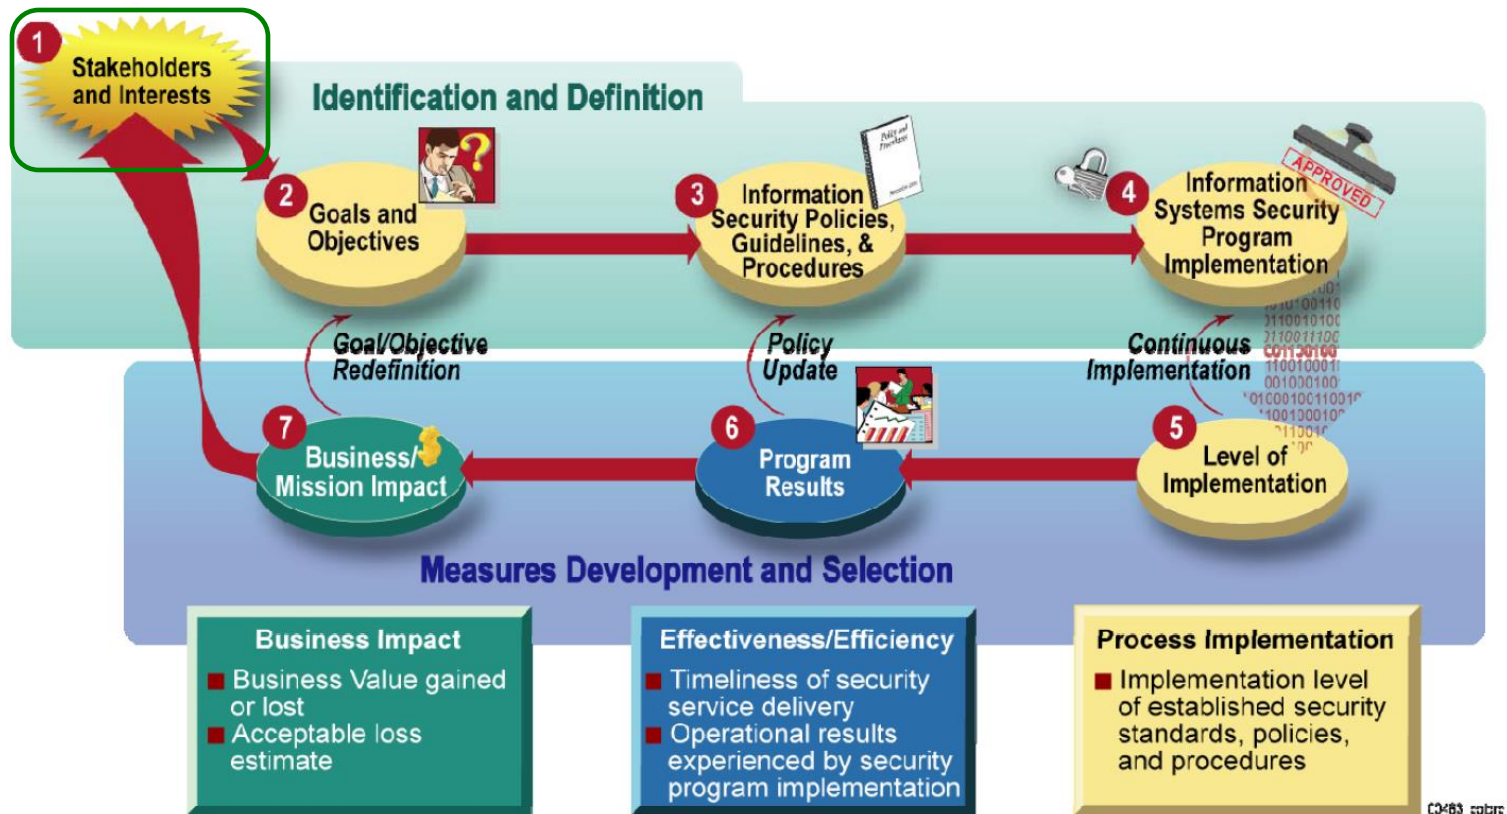 1
Stakeholders
and Interests
Identification and Definition
2
Goals and
Objectives
3
Information
Security Policies,
Guidelines, &
Procedures
Policy and
Procedures
4
Information
Systems Security
Program
Implementation
APPROVED
Goal/Objective
Redefinition
Policy
Update
Continuous
Implementation
7
Business/
Mission Impact
6
Program
Results
5
Level of
Implementation
Measures Development and Selection
Business Impact
■ Business Value gained
or lost
■ Acceptable loss
estimate
Effectiveness/Efficiency
■ Timeliness of security
service delivery
■ Operational results
experienced by security
program implementation
Process Implementation
■ Implementation level
of established security
standards, policies,
and procedures